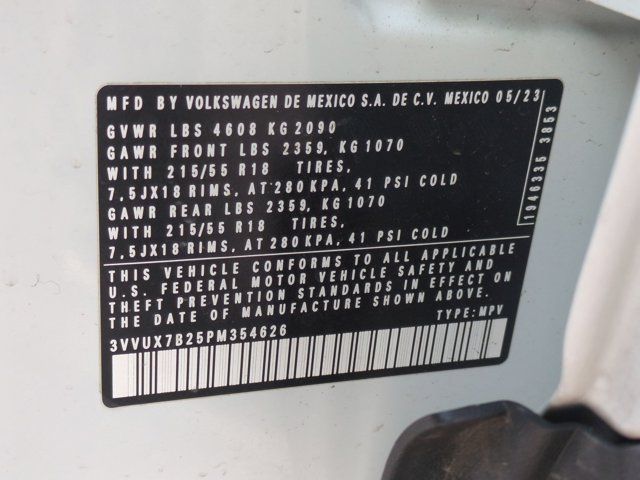 MFD BY VOLKSWAGEN DE MEXICO S.A. DE C.V. MEXICO 05/23
GVWR LBS 4608 KG 2090
GAWR FRONT LBS 2359, KG 1070
WITH 215/55 R18 TIRES,
7,5JX18 RIMS, AT 280 KPA, 41 PSI COLD
GAWR REAR LBS 2359, KG 1070
WITH 215/55 R18 TIRES,
7,5JX18 RIMS, AT 280 KPA, 41 PSI COLD
1946335 3853
THIS VEHICLE CONFORMS TO ALL APPLICABLE
U.S. FEDERAL MOTOR VEHICLE SAFETY AND
THEFT PREVENTION STANDARDS IN EFFECT ON
THE DATE OF MANUFACTURE SHOWN ABOVE.
3VVUX7B25PM354626 TYPE: MPV